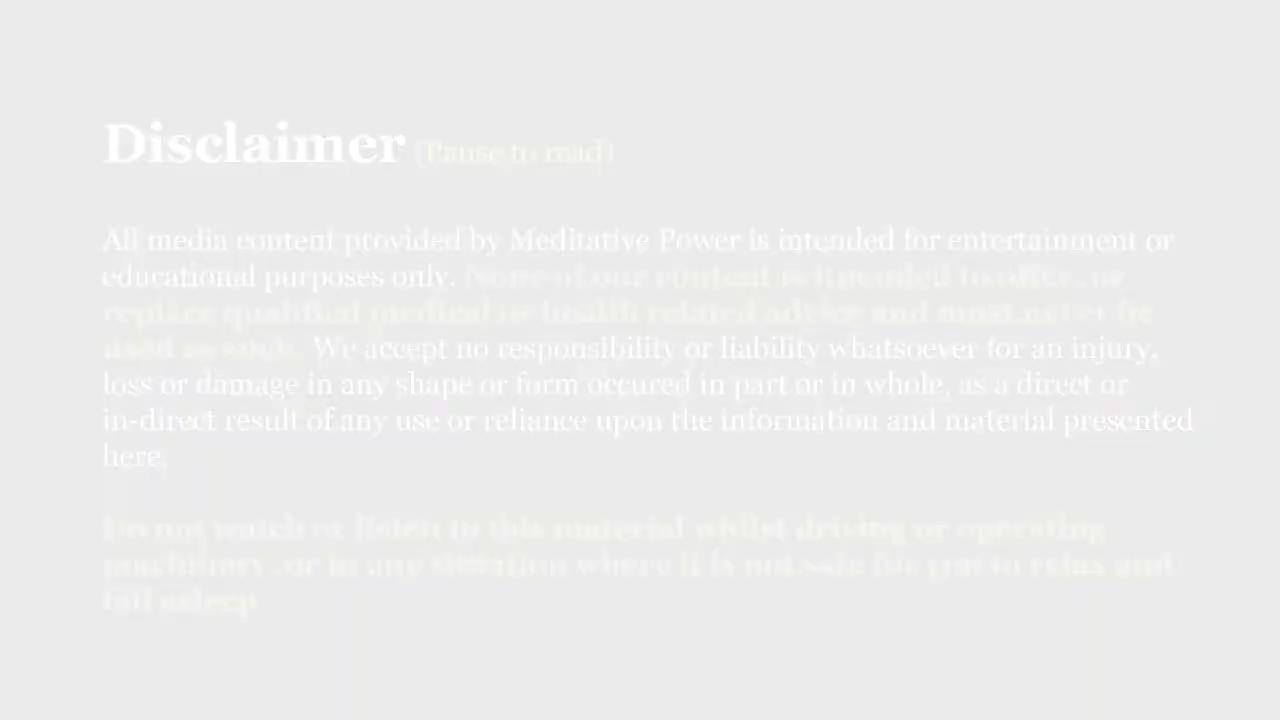 Disclaimer (Pause to read)
All media content provided by Meditative Power is intended for entertainment or
educational purposes only. None of our content is intended to offer, or
replace qualified medical or health related advice and must never be
used as such. We accept no responsibility or liability whatsoever for an injury,
loss or damage in any shape or form occured in part or in whole, as a direct or
in-direct result of any use or reliance upon the information and material presented
here.
Do not watch or listen to this material whilst driving or operating
machinery, or in any situation where it is not safe for you to relax and
fall asleep